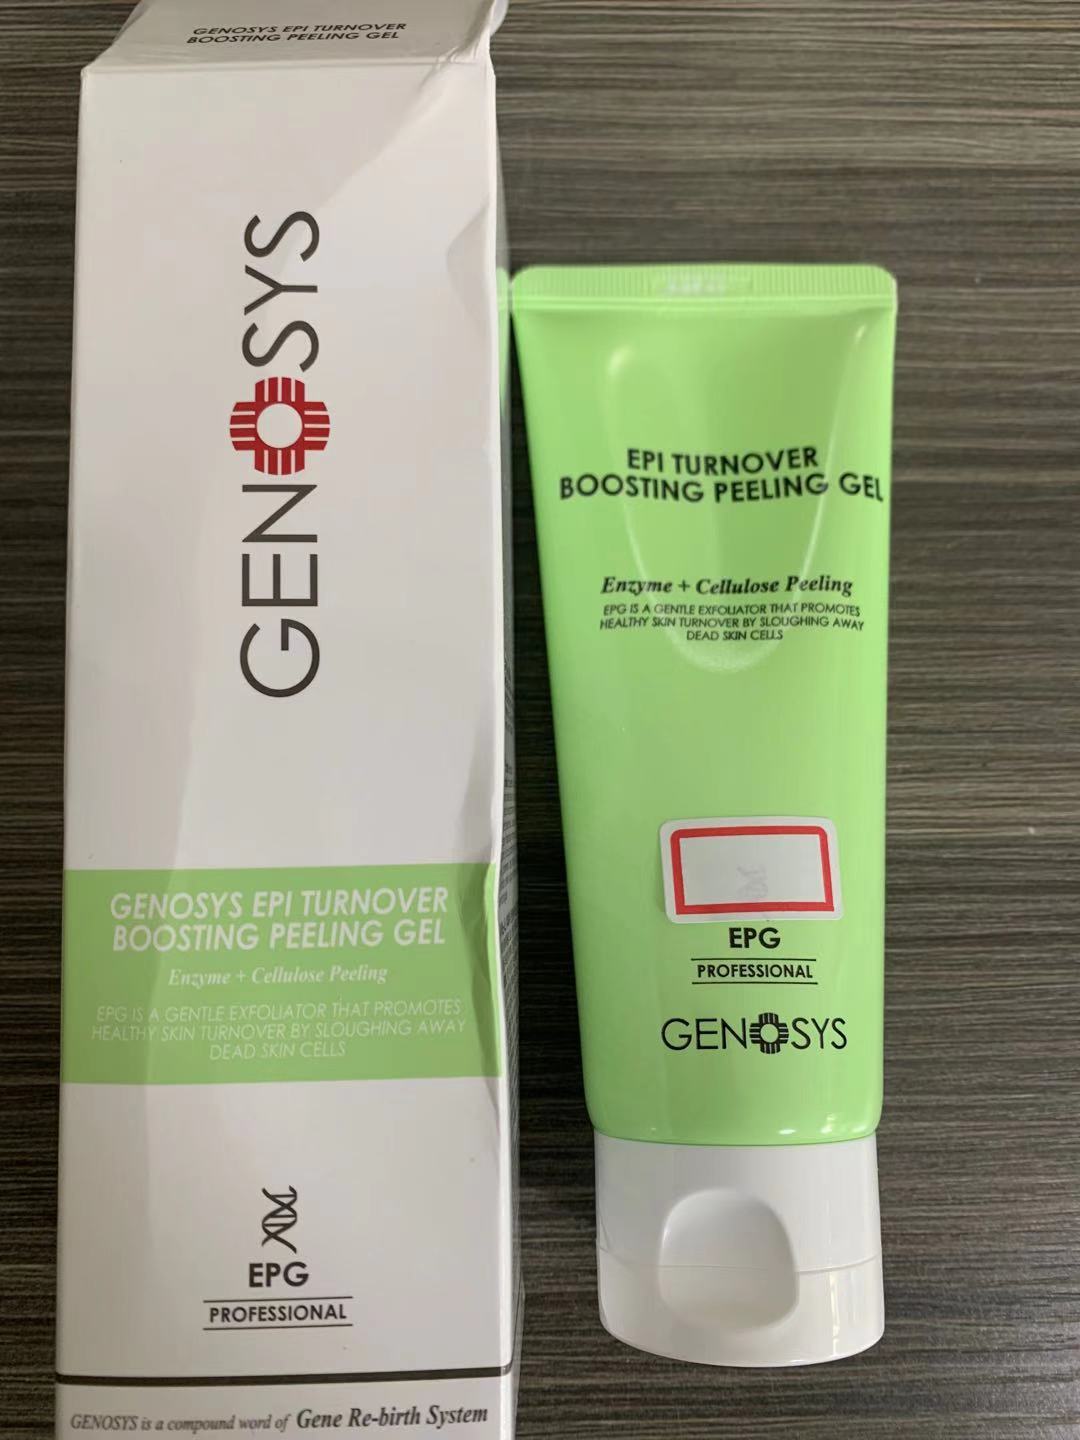 GENOSYS EPI TURNOVER
BOOSTING PEELING GEL
GENOSYS
GENOSYS EPI TURNOVER
BOOSTING PEELING GEL
Enzyme + Cellulose Peeling
EPG IS A GENTLE EXFOLIATOR THAT PROMOTES
HEALTHY SKIN TURNOVER BY SLOUGHING AWAY
DEAD SKIN CELLS
EPG
PROFESSIONAL
GENOSYS is a compound word of Gene Re-birth System
EPI TURNOVER
BOOSTING PEELING GEL
Enzyme + Cellulose Peeling
EPG IS A GENTLE EXFOLIATOR THAT PROMOTES
HEALTHY SKIN TURNOVER BY SLOUGHING AWAY
DEAD SKIN CELLS
EPG
PROFESSIONAL
GENOSYS